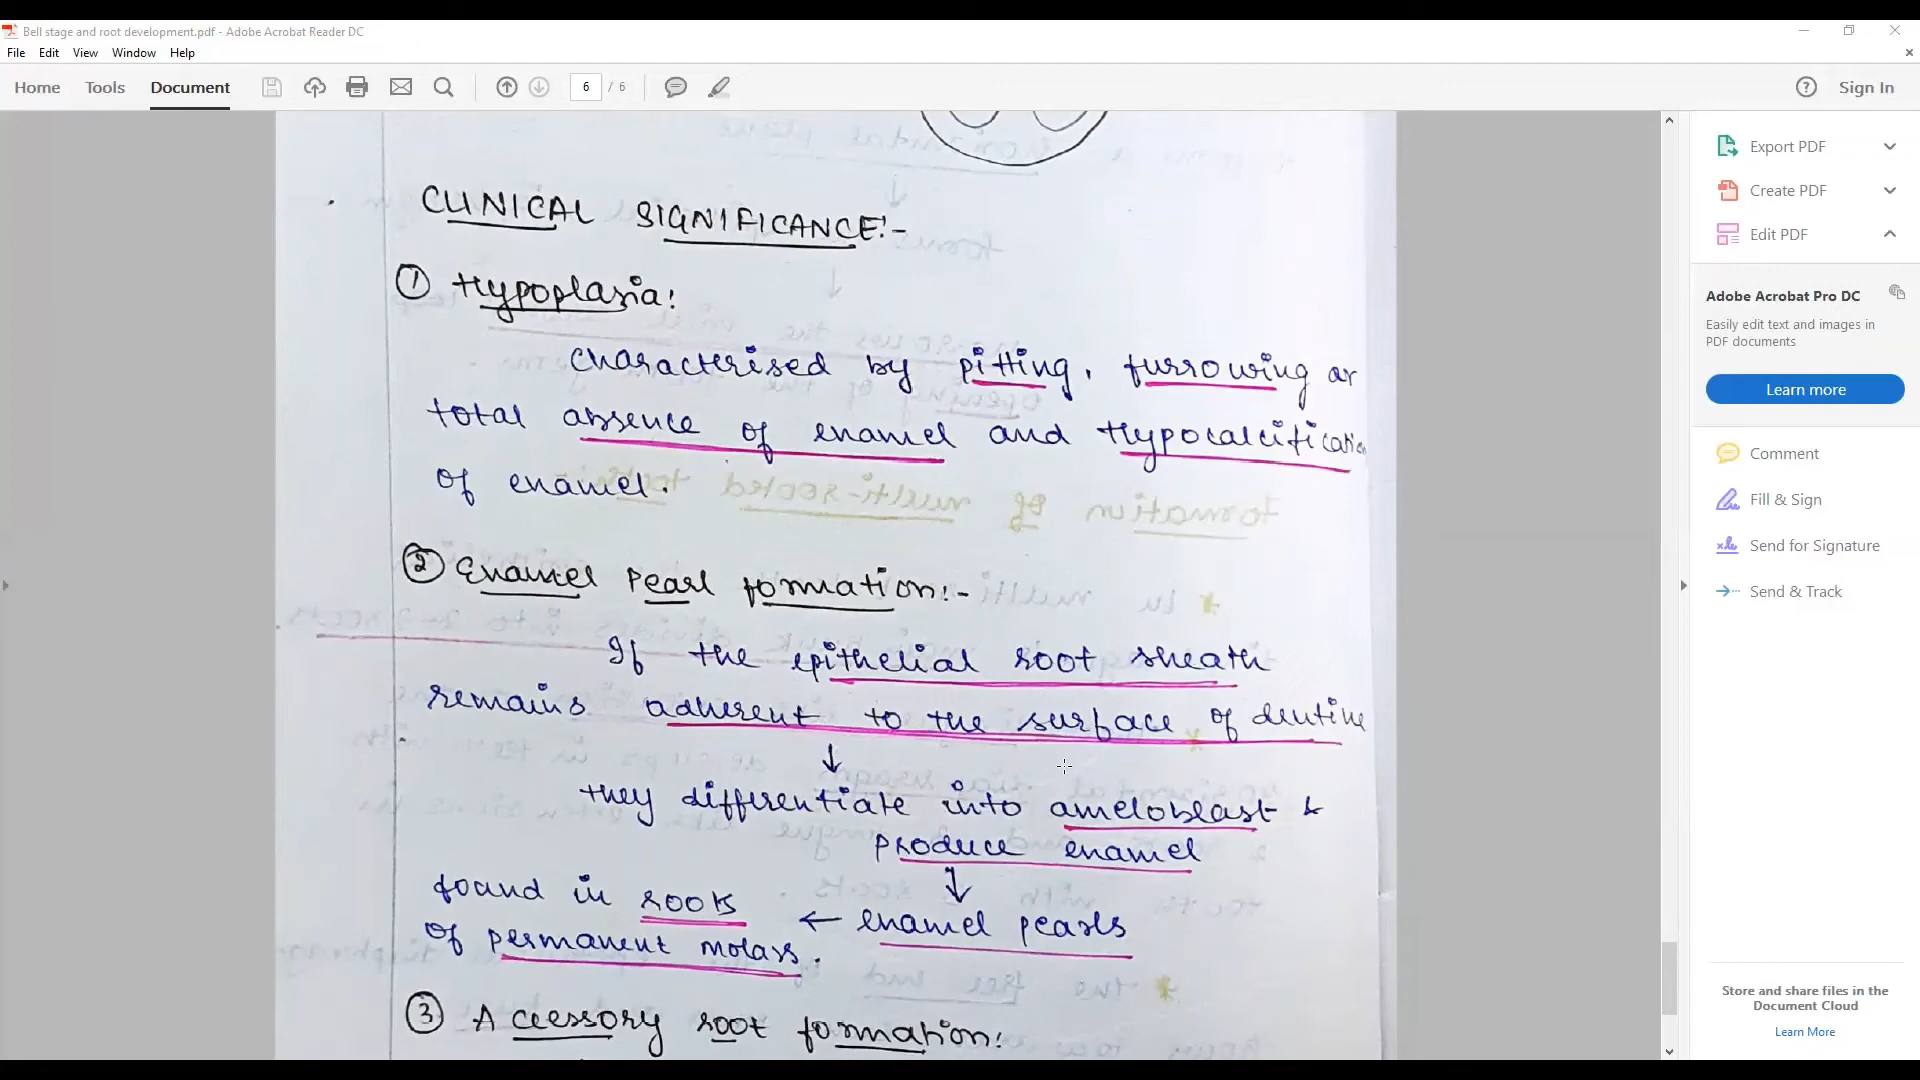 Bell stage and root development.pdf - Adobe Acrobat Reader DC
File Edit View Window Help
Home Tools Document 6 / 6 Sign In
CLINICAL SIGNIFICANCE:-
① Hypoplasia:
characterised by pitting, furrowing or
total absence of enamel and Hypocalcification
of enamel.
② Enamel Pearl formation:-
If the epithelial root sheath
remains adherent to the surface of dentine
↓
they differentiate into ameloblast &
produce enamel
↓
found in roots ← enamel pearls
of permanent molars.
③ Accessory root formation:
Export PDF
Create PDF
Edit PDF
Adobe Acrobat Pro DC
Easily edit text and images in
PDF documents
Learn more
Comment
Fill & Sign
Send for Signature
Send & Track
Store and share files in the
Document Cloud
Learn More